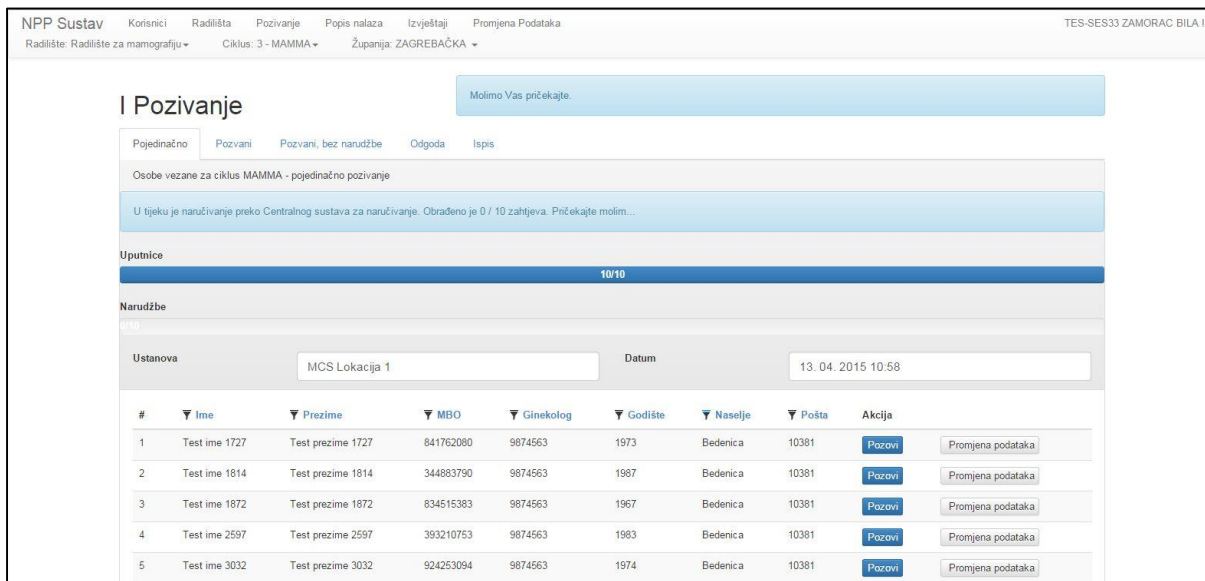 NPP Sustav Korisnici Radilišta Pozivanje Popis nalaza Izvještaji Promjena Podataka TES-SES33 ZAMORAC BILA !
Radilište: Radilište za mamografiju Ciklus: 3 - MAMMA Županija: ZAGREBAČKA
I Pozivanje
Molimo Vas pričekajte.
Pojedinačno Pozvani Pozvani, bez narudžbe Odgoda Ispis
Osobe vezane za ciklus MAMMA - pojedinačno pozivanje
U tijeku je naručivanje preko Centralnog sustava za naručivanje. Obrađeno je 0 / 10 zahtjeva. Pričekajte molim...
Uputnice
10/10
Narudžbe
0/10
Ustanova MCS Lokacija 1 Datum 13. 04. 2015 10:58
# Ime Prezime MBO Ginekolog Godište Naselje Pošta Akcija
1 Test ime 1727 Test prezime 1727 841762080 9874563 1973 Bedenica 10381 Pozovi Promjena podataka
2 Test ime 1814 Test prezime 1814 344883790 9874563 1987 Bedenica 10381 Pozovi Promjena podataka
3 Test ime 1872 Test prezime 1872 834515383 9874563 1967 Bedenica 10381 Pozovi Promjena podataka
4 Test ime 2597 Test prezime 2597 393210753 9874563 1983 Bedenica 10381 Pozovi Promjena podataka
5 Test ime 3032 Test prezime 3032 924253094 9874563 1974 Bedenica 10381 Pozovi Promjena podataka